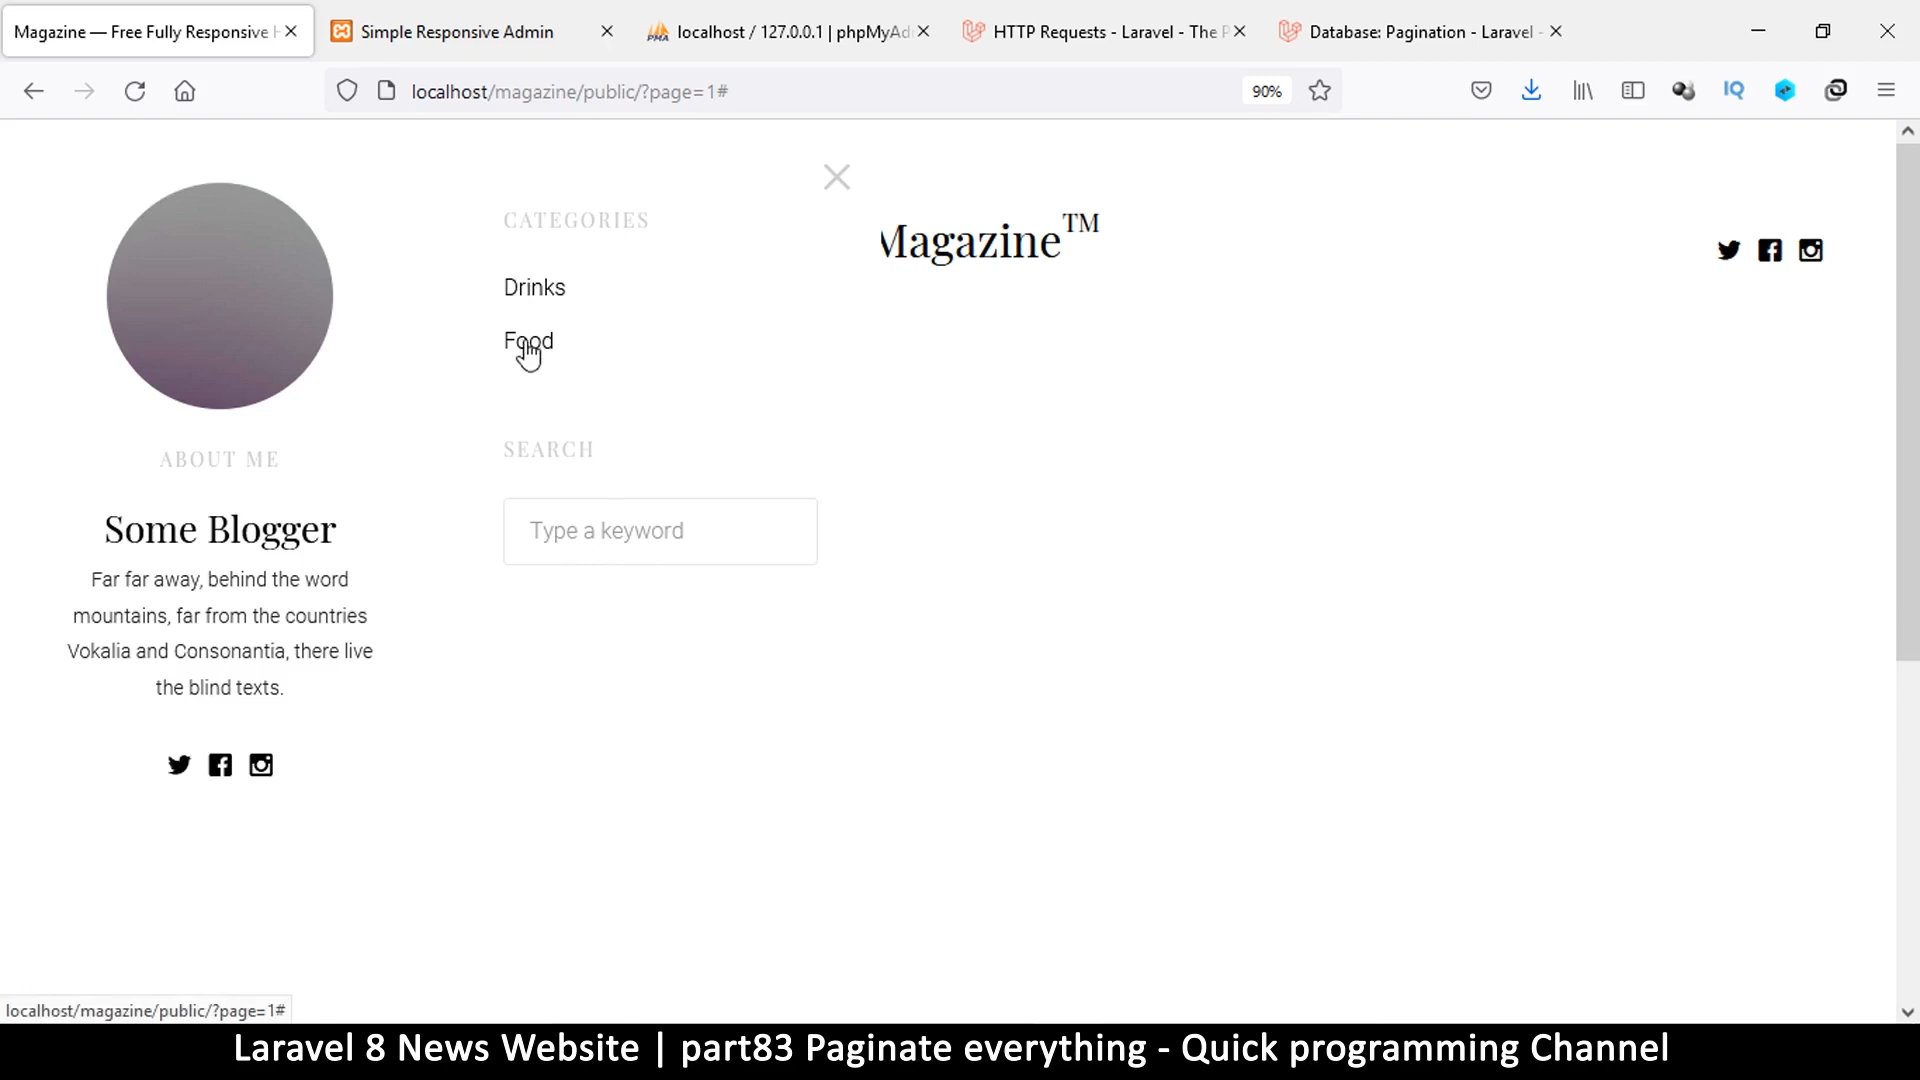 Magazine — Free Fully Responsive
Simple Responsive Admin
localhost / 127.0.0.1 | phpMyAd
HTTP Requests - Laravel - The P
Database: Pagination - Laravel -
localhost/magazine/public/?page=1#
90%
IQ
CATEGORIES
Drinks
Food
SEARCH
Type a keyword
Magazine™
ABOUT ME
Some Blogger
Far far away, behind the word
mountains, far from the countries
Vokalia and Consonantia, there live
the blind texts.
localhost/magazine/public/?page=1#
Laravel 8 News Website | part83 Paginate everything - Quick programming Channel